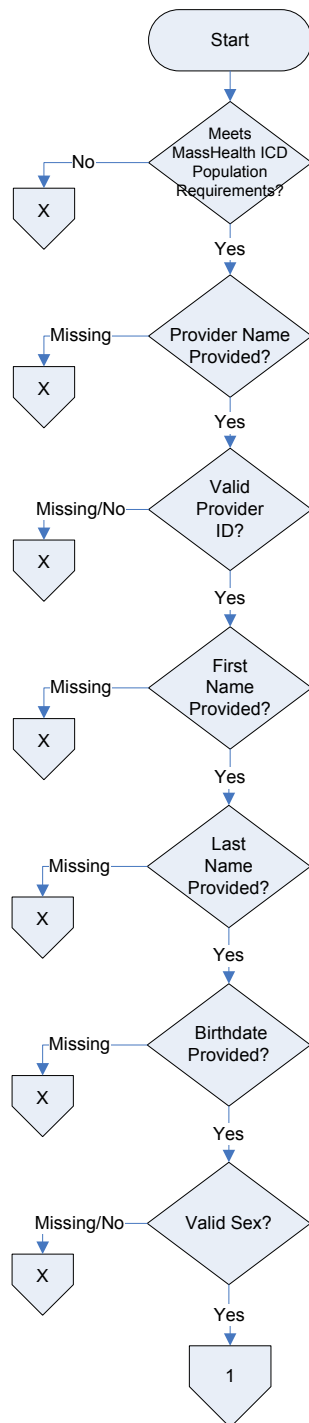 Start
Meets
MassHealth ICD
Population
Requirements?
No
X
Yes
Provider Name
Provided?
Missing
X
Yes
Valid
Provider
ID?
Missing/No
X
Yes
First
Name
Provided?
Missing
X
Yes
Last
Name
Provided?
Missing
X
Yes
Birthdate
Provided?
Missing
X
Yes
Valid Sex?
Missing/No
X
Yes
1